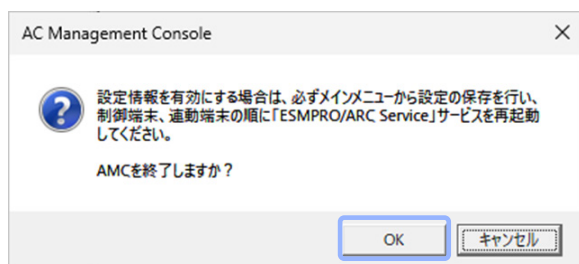 AC Management Console
設定情報を有効にする場合は、必ずメインメニューから設定の保存を行い、
制御端末、連動端末の順に「ESMPRO/ARC Service」サービスを再起動
してください。
AMCを終了しますか？
OK
キャンセル